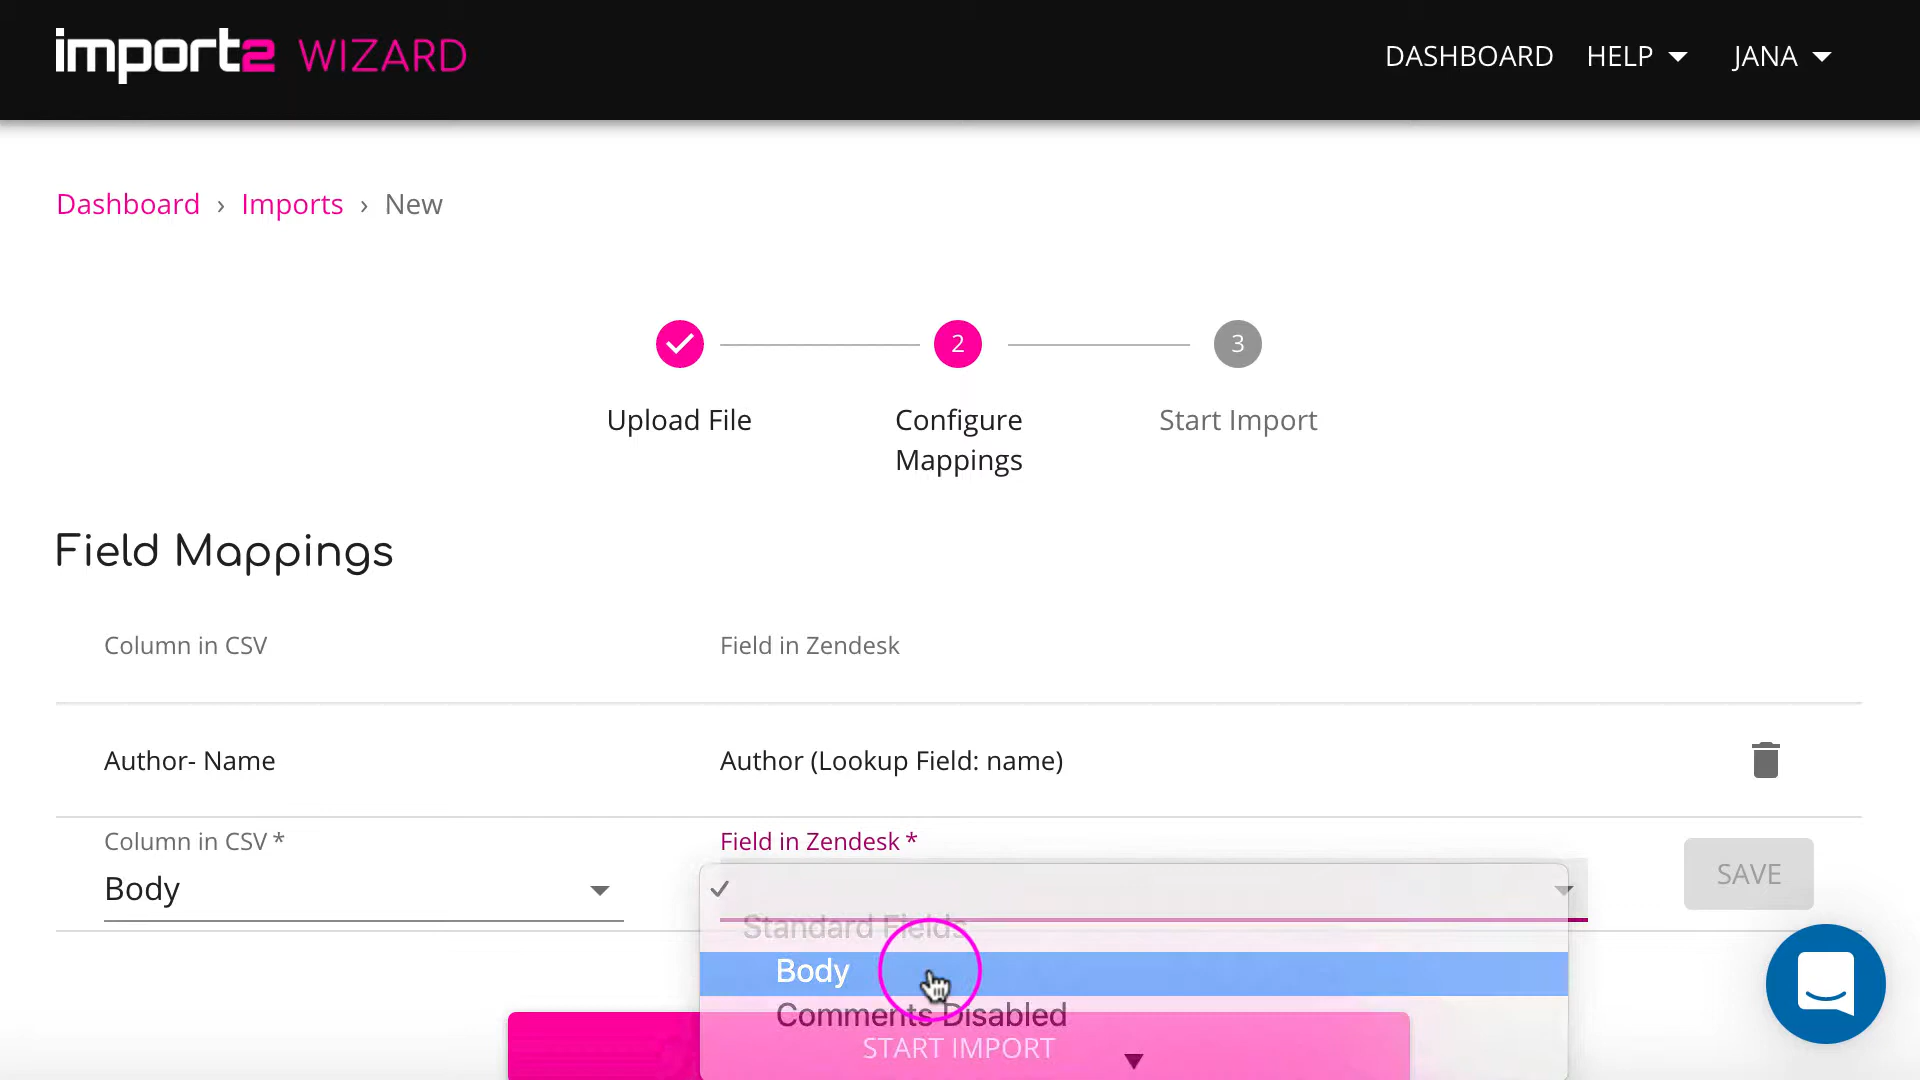 import2 WIZARD
DASHBOARD HELP JANA
Dashboard › Imports › New
2
3
Upload File
Configure
Mappings
Start Import
Field Mappings
Column in CSV
Field in Zendesk
Author- Name
Author (Lookup Field: name)
Column in CSV *
Field in Zendesk *
Body
SAVE
Standard Fields
Body
Comments Disabled
START IMPORT